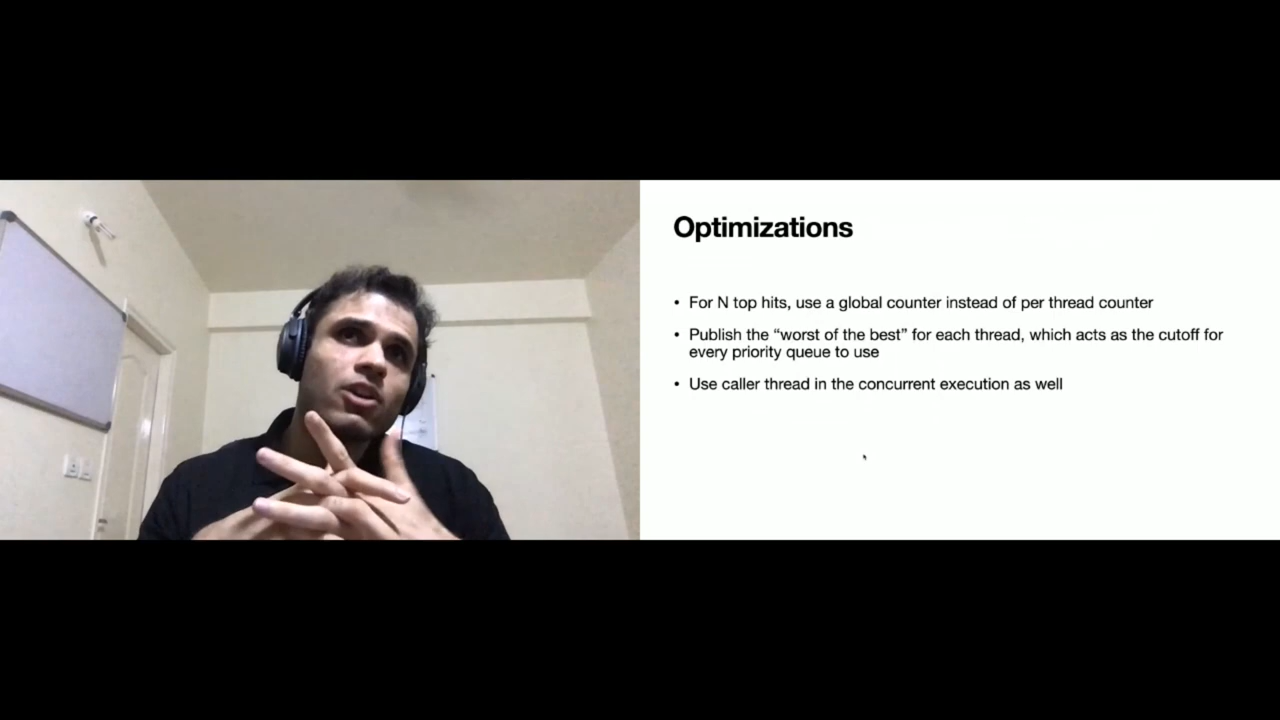 Optimizations
• For N top hits, use a global counter instead of per thread counter
• Publish the “worst of the best” for each thread, which acts as the cutoff for
every priority queue to use
• Use caller thread in the concurrent execution as well